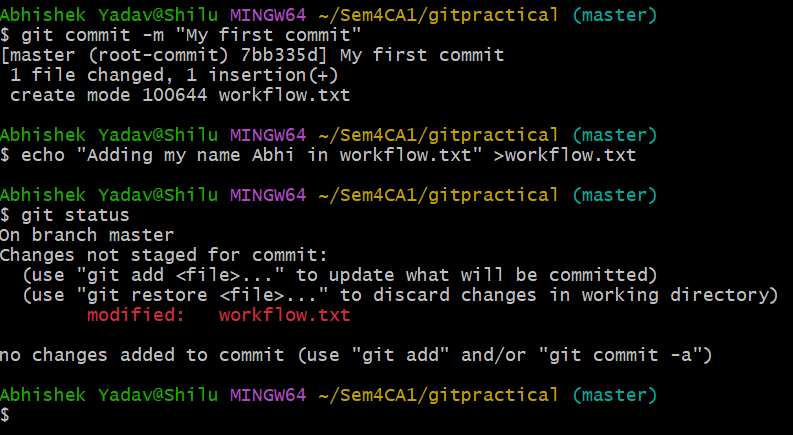 Abhishek Yadav@Shilu MINGW64 ~/Sem4CA1/gitpractical (master)
$ git commit -m "My first commit"
[master (root-commit) 7bb335d] My first commit
 1 file changed, 1 insertion(+)
 create mode 100644 workflow.txt

Abhishek Yadav@Shilu MINGW64 ~/Sem4CA1/gitpractical (master)
$ echo "Adding my name Abhi in workflow.txt" >workflow.txt

Abhishek Yadav@Shilu MINGW64 ~/Sem4CA1/gitpractical (master)
$ git status
On branch master
Changes not staged for commit:
  (use "git add <file>..." to update what will be committed)
  (use "git restore <file>..." to discard changes in working directory)
        modified:   workflow.txt

no changes added to commit (use "git add" and/or "git commit -a")

Abhishek Yadav@Shilu MINGW64 ~/Sem4CA1/gitpractical (master)
$